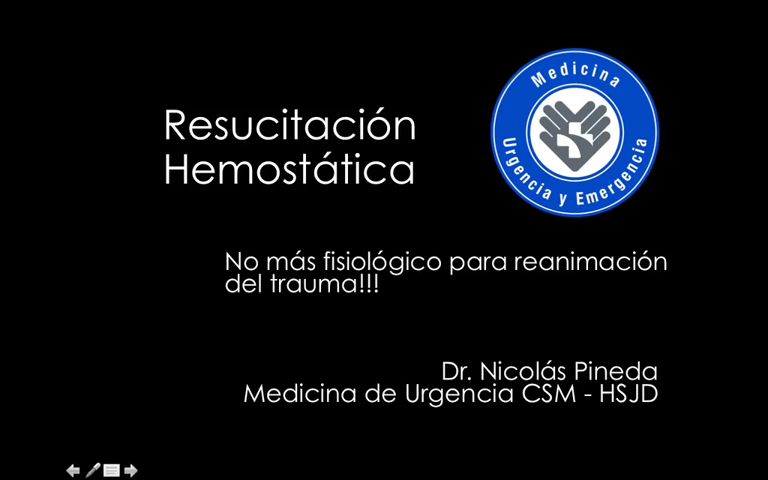 Resucitación
Hemostática
Medicina
Urgencia y Emergencia
No más fisiológico para reanimación
del trauma!!!
Dr. Nicolás Pineda
Medicina de Urgencia CSM - HSJD